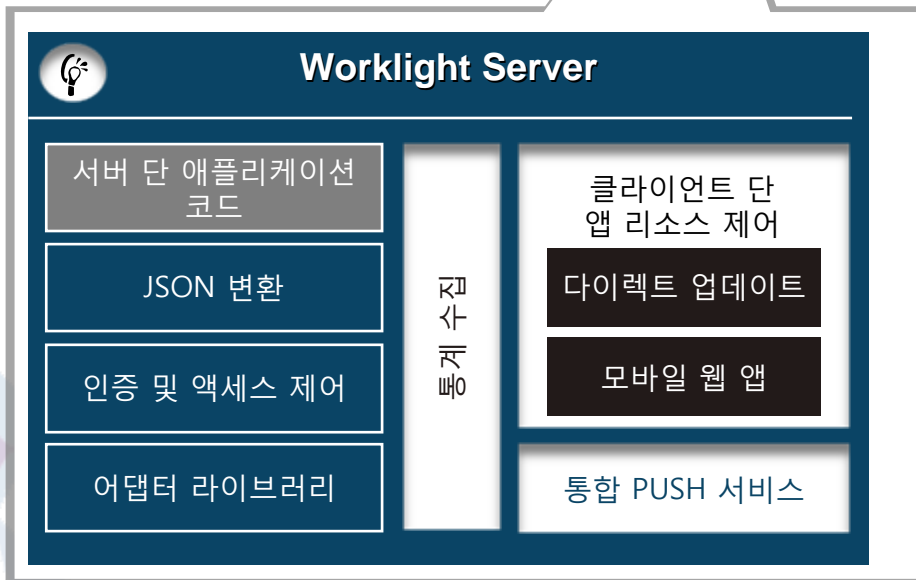 Worklight Server
서버 단 애플리케이션
코드
JSON 변환
인증 및 액세스 제어
어댑터 라이브러리
통계 수집
클라이언트 단
앱 리소스 제어
다이렉트 업데이트
모바일 웹 앱
통합 PUSH 서비스